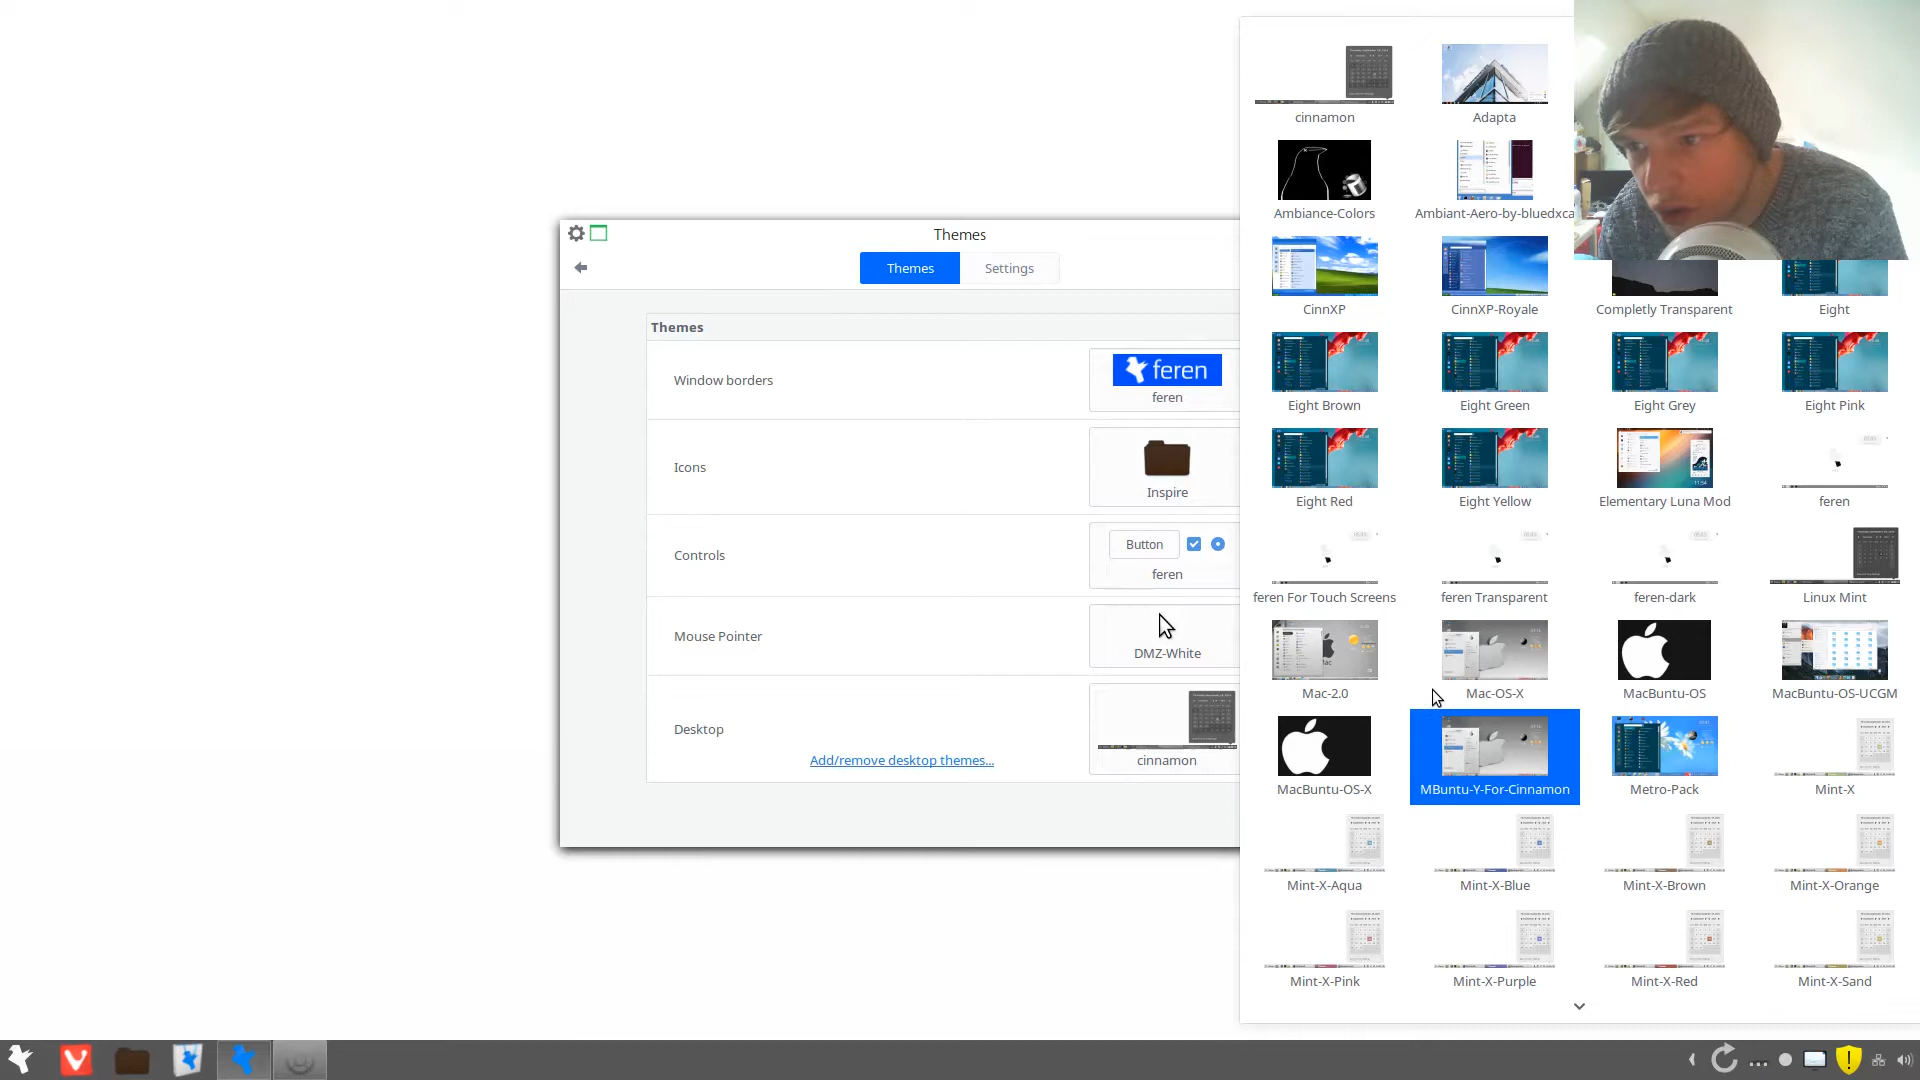 Themes
Themes
Settings
Themes
Window borders
feren
feren
Icons
Inspire
Controls
Button
feren
Mouse Pointer
DMZ-White
Desktop
Add/remove desktop themes...
cinnamon
cinnamon
Adapta
Ambiance-Colors
Ambiant-Aero-by-bluedxca
CinnXP
CinnXP-Royale
Completly Transparent
Eight
Eight Brown
Eight Green
Eight Grey
Eight Pink
Eight Red
Eight Yellow
Elementary Luna Mod
feren
feren For Touch Screens
feren Transparent
feren-dark
Linux Mint
Mac-2.0
Mac-OS-X
MacBuntu-OS
MacBuntu-OS-UCGM
MacBuntu-OS-X
MBuntu-Y-For-Cinnamon
Metro-Pack
Mint-X
Mint-X-Aqua
Mint-X-Blue
Mint-X-Brown
Mint-X-Orange
Mint-X-Pink
Mint-X-Purple
Mint-X-Red
Mint-X-Sand